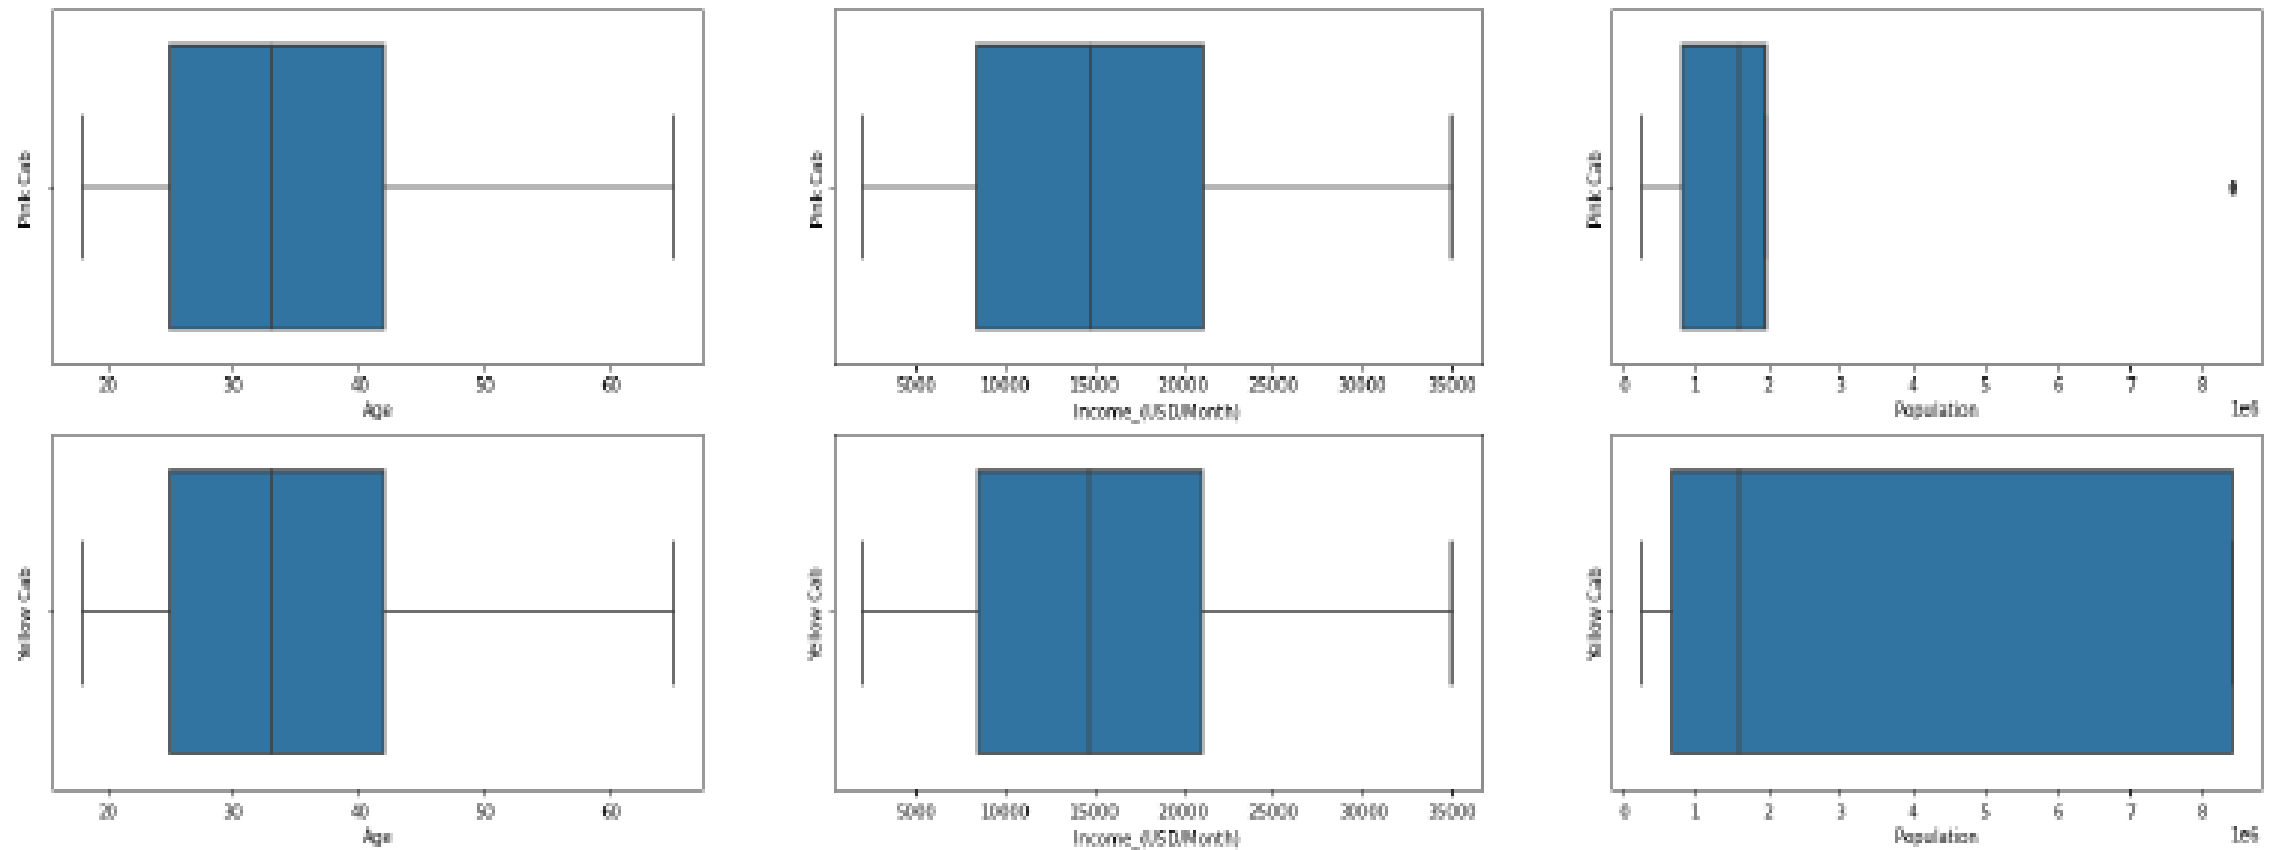 Pink Cab
20 30 40 50 60
Age
Pink Cab
5000 10000 15000 20000 25000 30000 35000
Income_(USD/Month)
Pink Cab
0 1 2 3 4 5 6 7 8
Population
1e6
Yellow Cab
20 30 40 50 60
Age
Yellow Cab
5000 10000 15000 20000 25000 30000 35000
Income_(USD/Month)
Yellow Cab
0 1 2 3 4 5 6 7 8
Population
1e6